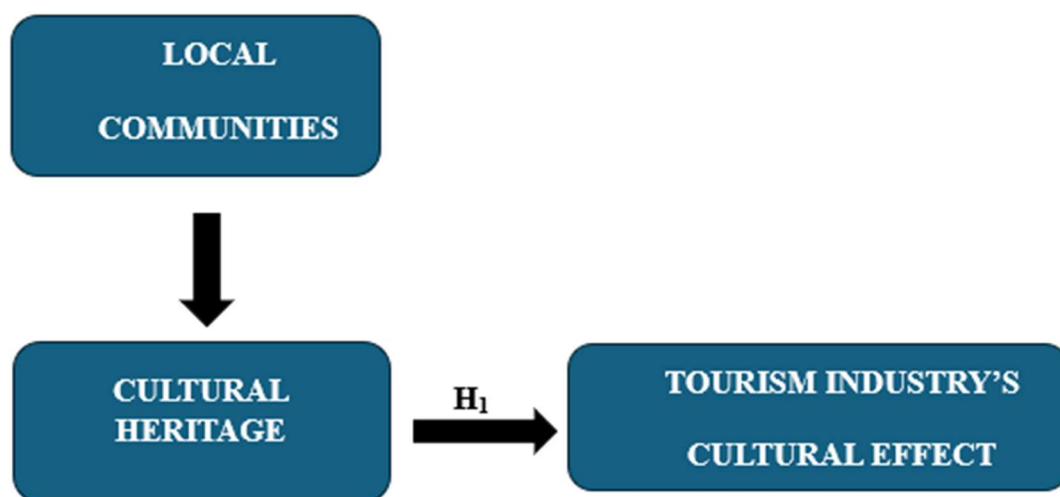 LOCAL
COMMUNITIES
CULTURAL
HERITAGE
H₁
TOURISM INDUSTRY’S
CULTURAL EFFECT